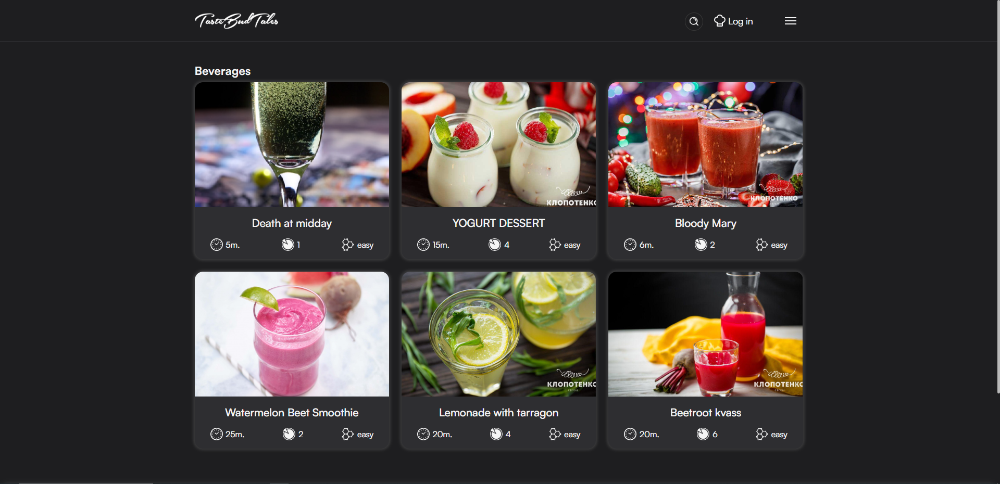 TasteBudTales
Log in
Beverages
КЛОПОТЕНКО
КЛОПОТЕНКО
Death at midday
YOGURT DESSERT
Bloody Mary
5m.
1
easy
15m.
4
easy
6m.
2
easy
КЛОПОТЕНК
КЛОПОТЕНК
Watermelon Beet Smoothie
Lemonade with tarragon
Beetroot kvass
25m.
2
easy
20m.
4
easy
20m.
6
easy